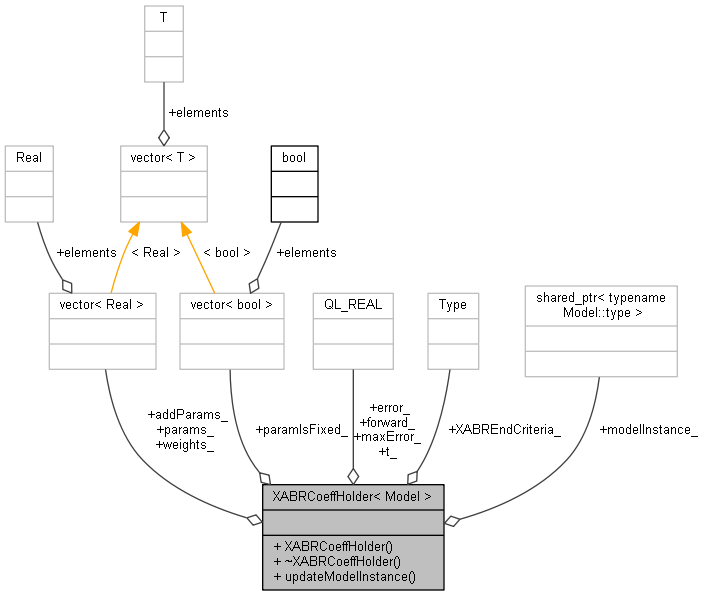 T
+elements
Real
vector< T >
bool
+elements
< Real >
< bool >
+elements
vector< Real >
vector< bool >
QL_REAL
Type
shared_ptr< typename
Model::type >
+addParams_
+params_
+weights_
+paramIsFixed_
+error_
+forward_
+maxError_
+t_
+XABREndCriteria_
+modelInstance_
XABRCoeffHolder< Model >
+ XABRCoeffHolder()
+ ~XABRCoeffHolder()
+ updateModelInstance()